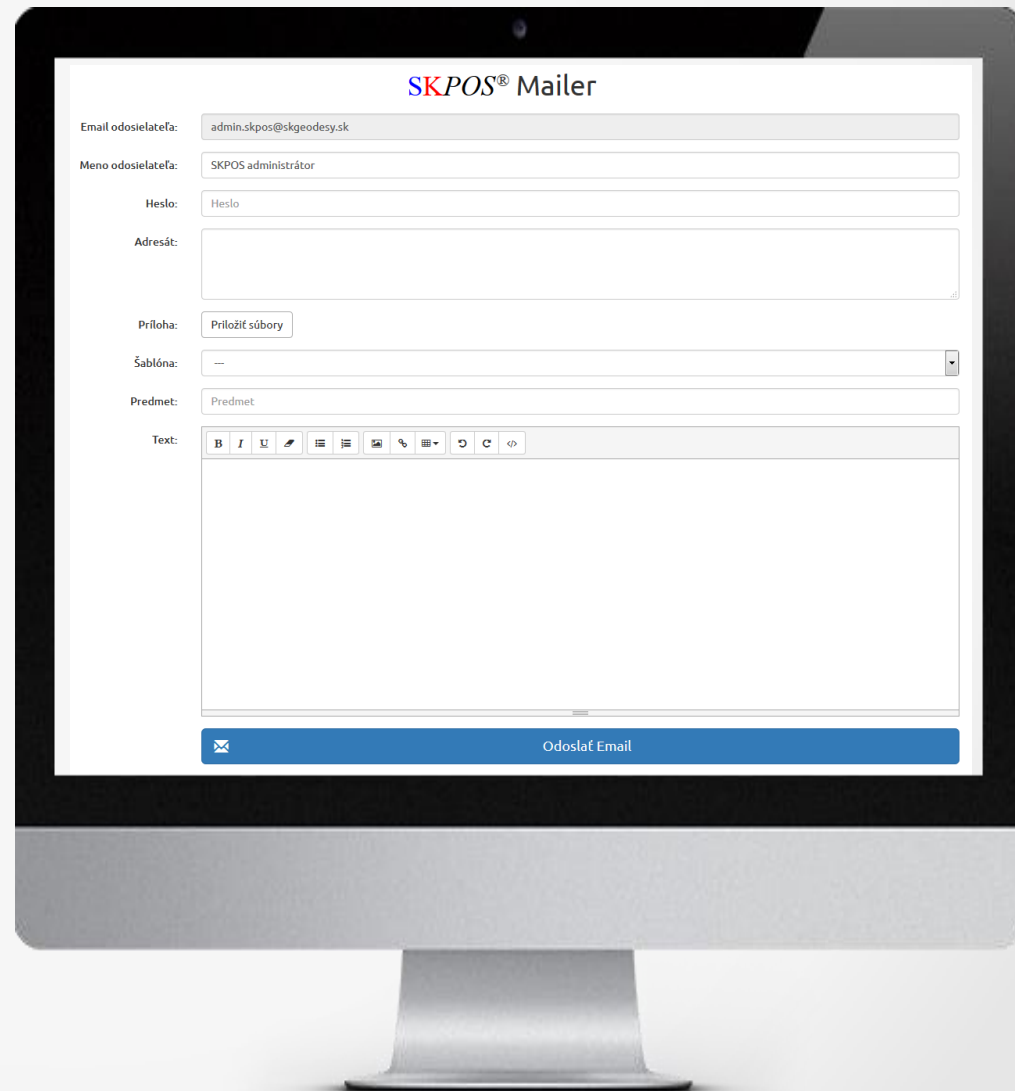 SKPOS® Mailer
Email odosielateľa: admin.skpos@skgeodesy.sk
Meno odosielateľa: SKPOS administrátor
Heslo: Heslo
Adresát:
Príloha: Priložiť súbory
Šablóna: ---
Predmet: Predmet
Text: B I U
Odoslať Email